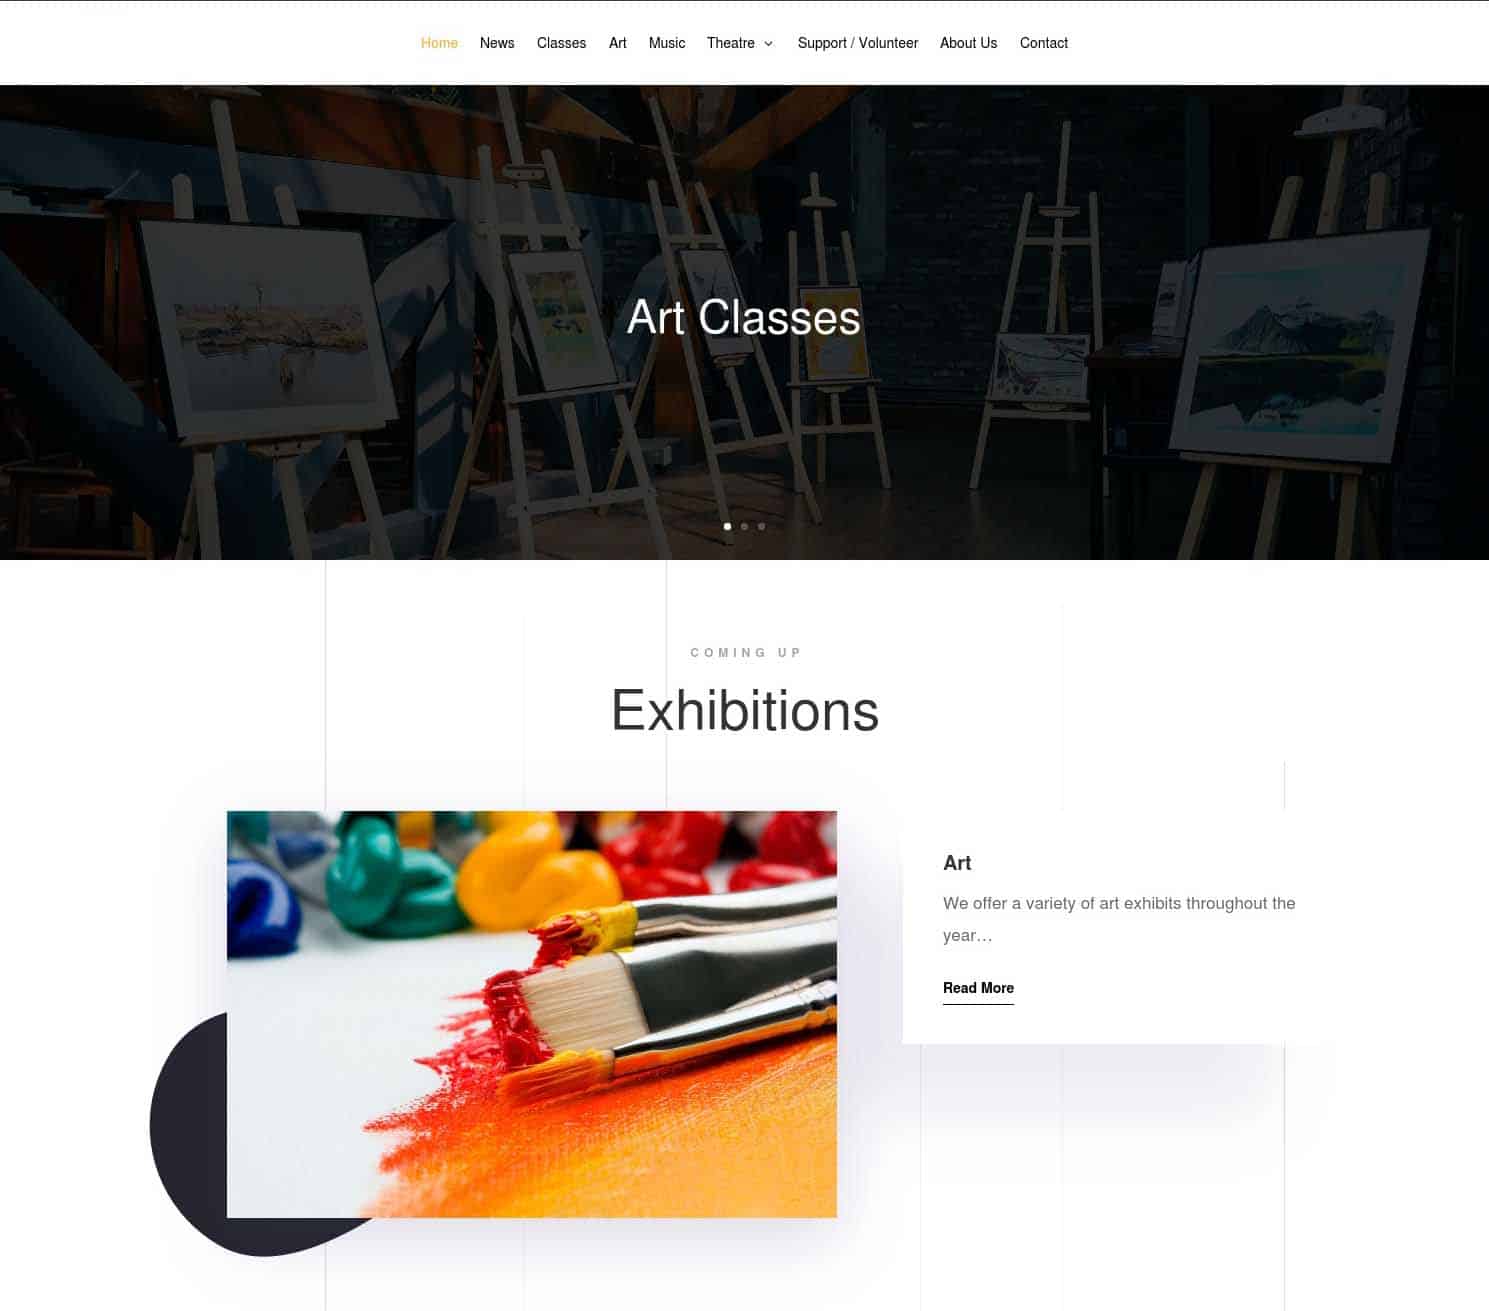 Home News Classes Art Music Theatre Support / Volunteer About Us Contact
Art Classes
COMING UP
Exhibitions
Art
We offer a variety of art exhibits throughout the
year...
Read More